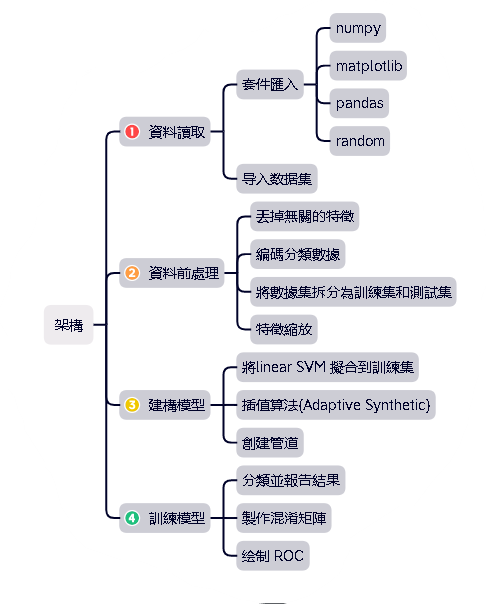 架構
1 資料讀取
套件匯入
numpy
matplotlib
pandas
random
导入数据集
2 資料前處理
丟掉無關的特徵
編碼分類數據
將數據集拆分為訓練集和測試集
特徵縮放
3 建構模型
將linear SVM 擬合到訓練集
插值算法(Adaptive Synthetic)
創建管道
4 訓練模型
分類並報告結果
製作混淆矩陣
绘制 ROC